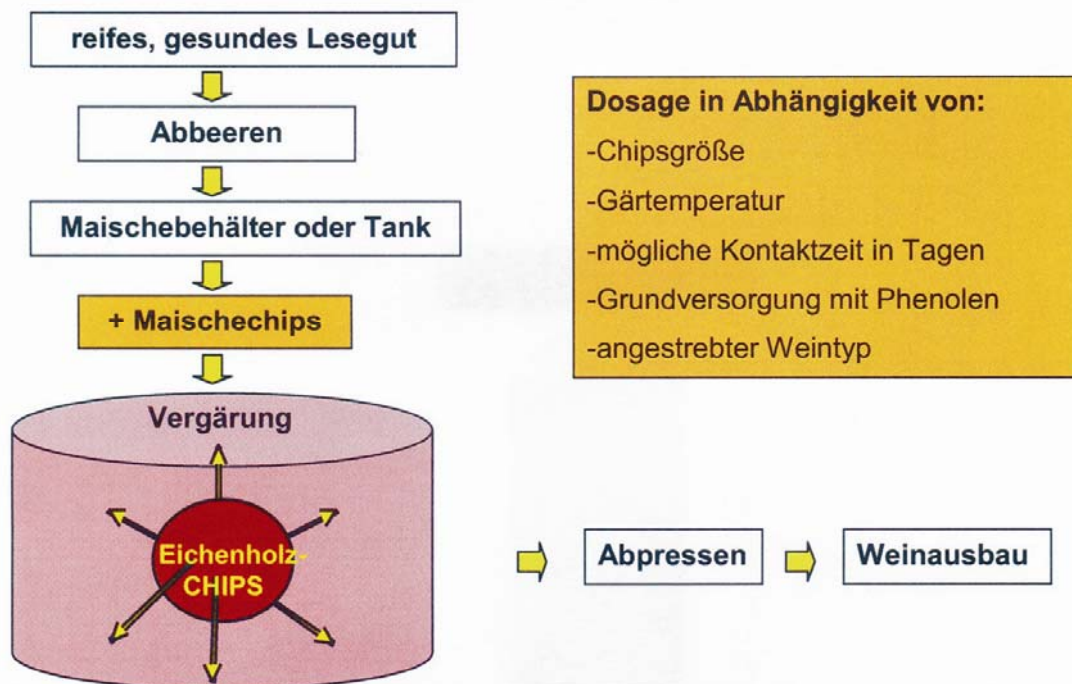 reifes, gesundes Lesegut
Abbeeren
Maischebehälter oder Tank
+ Maischechips
Vergärung
Eichenholz-
CHIPS
Dosage in Abhängigkeit von:
-Chipsgröße
-Gärtemperatur
-mögliche Kontaktzeit in Tagen
-Grundversorgung mit Phenolen
-angestrebter Weintyp
Abpressen
Weinausbau